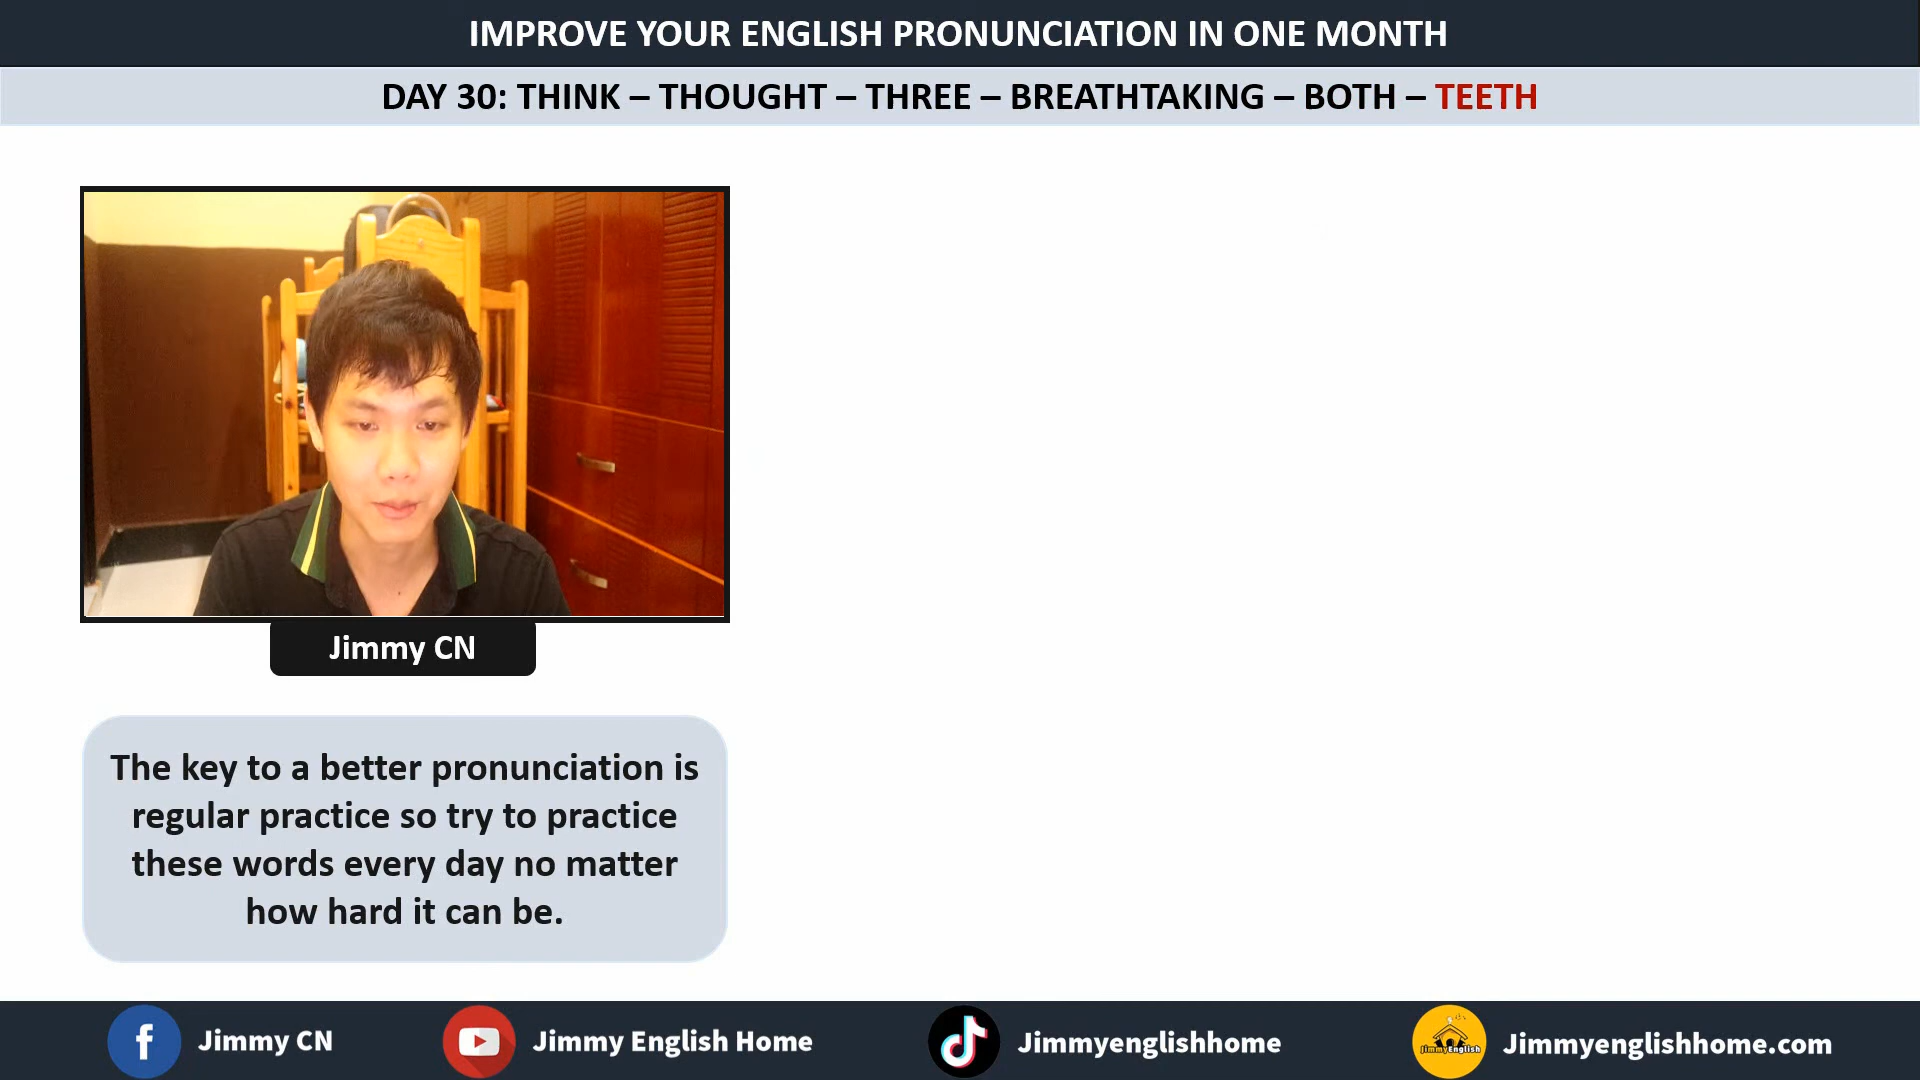 IMPROVE YOUR ENGLISH PRONUNCIATION IN ONE MONTH
DAY 30: THINK – THOUGHT – THREE – BREATHTAKING – BOTH – TEETH
Jimmy CN
The key to a better pronunciation is
regular practice so try to practice
these words every day no matter
how hard it can be.
Jimmy CN
Jimmy English Home
Jimmyenglishhome
JimmyEnglish
Jimmyenglishhome.com